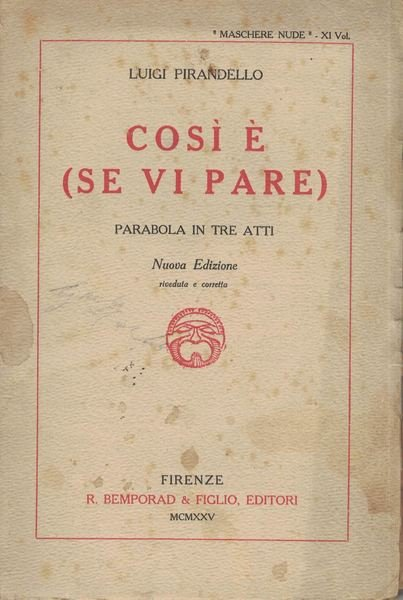 " MASCHERE NUDE " - XI Vol.
LUIGI PIRANDELLO
COSÌ È
(SE VI PARE)
PARABOLA IN TRE ATTI
Nuova Edizione
riveduta e corretta
FIRENZE
R. BEMPORAD & FIGLIO, EDITORI
MCMXXV